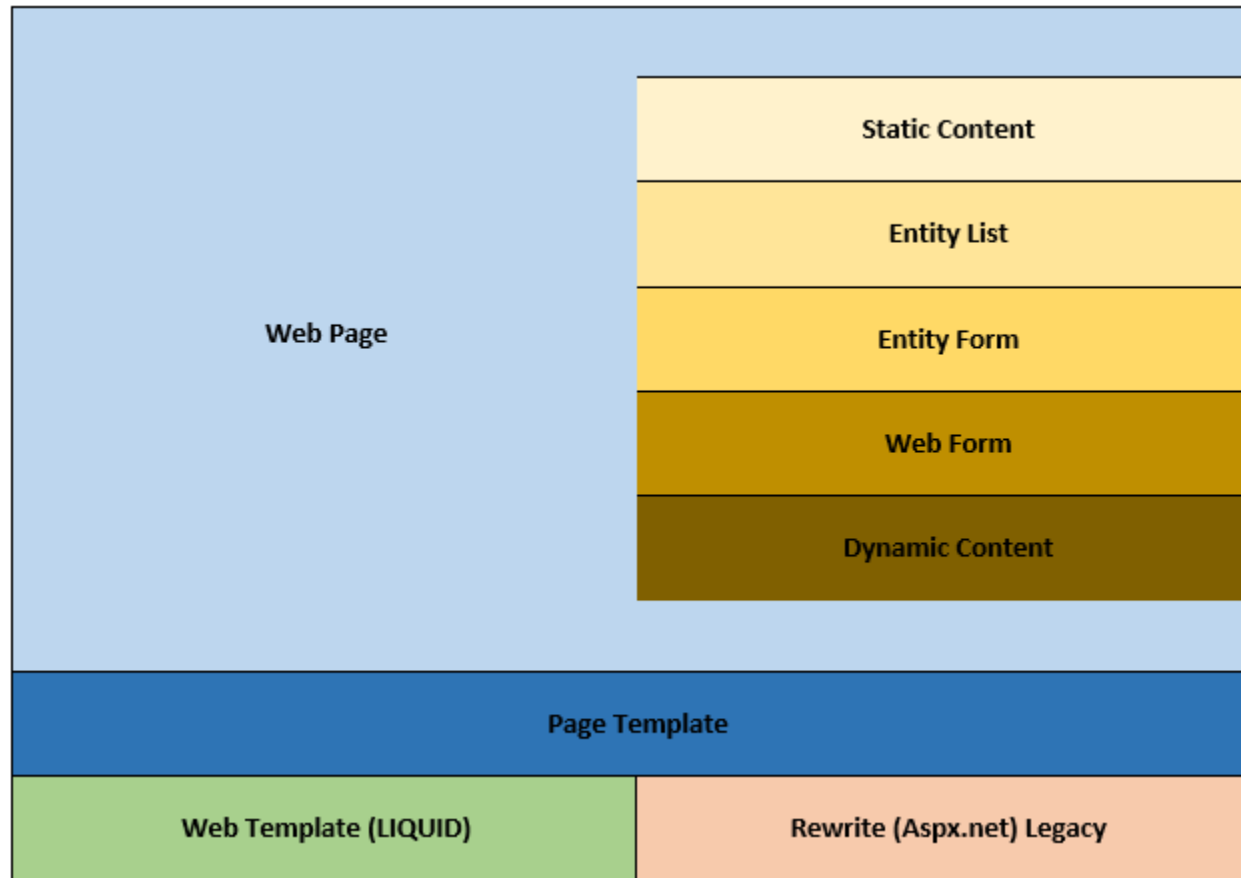 Static Content
Entity List
Web Page
Entity Form
Web Form
Dynamic Content
Page Template
Web Template (LIQUID)
Rewrite (Aspx.net) Legacy